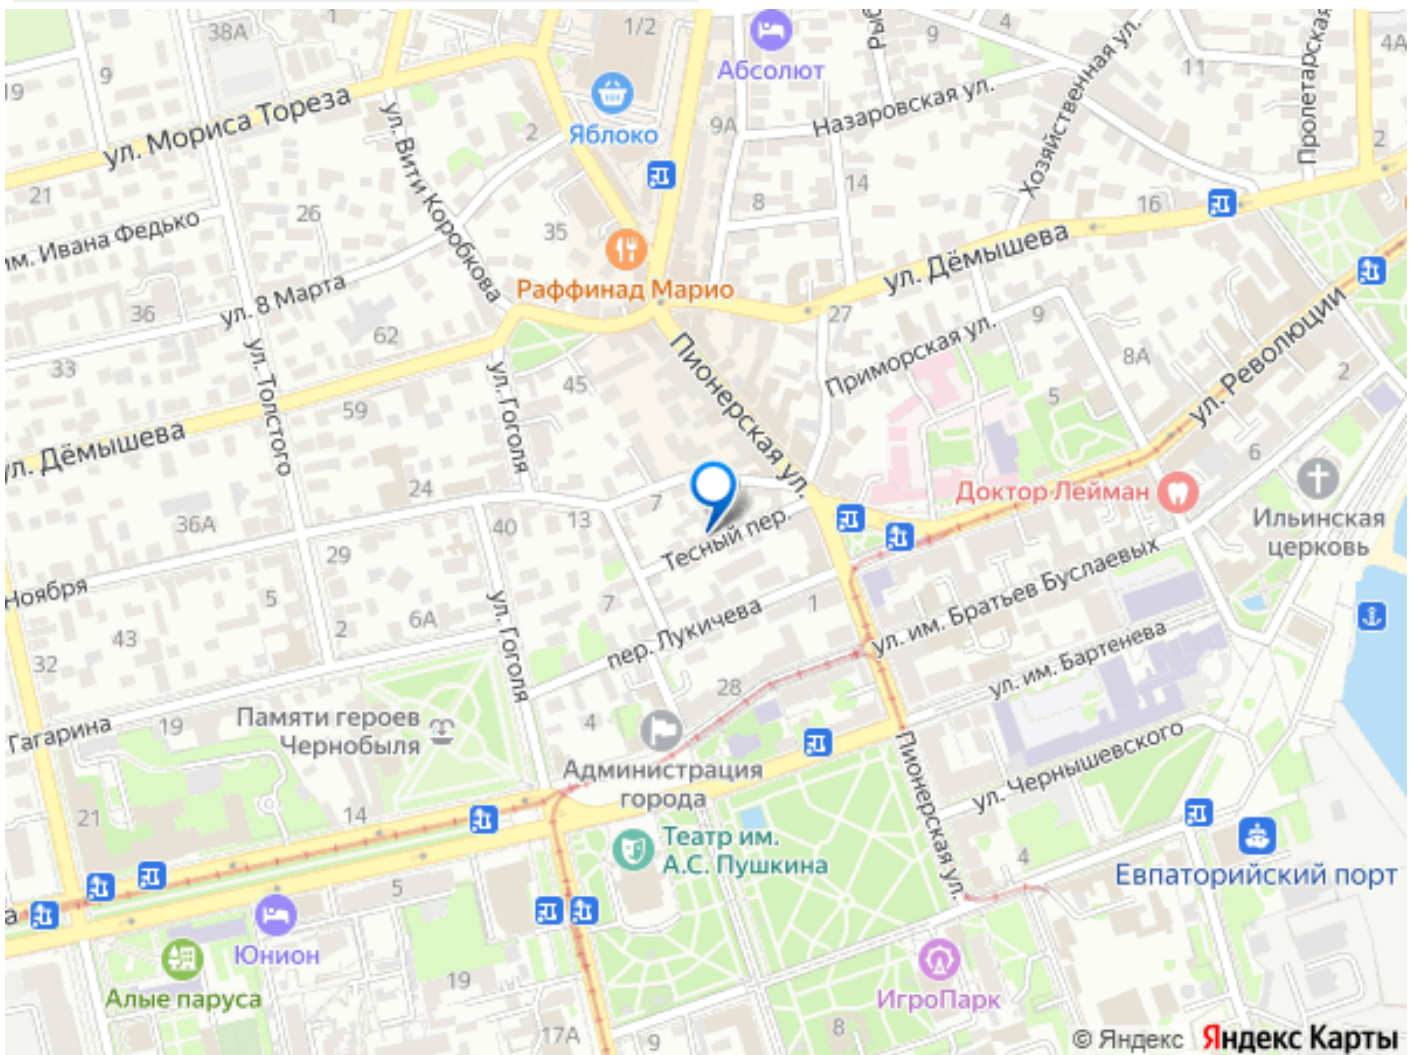 38А
1/2
Абсолют
Рыб
9
4
Хозяйственная ул.
11
Пролетарская
4А
19
9
ул. Мориса Тореза
ул. Вити Коробкова
2
Яблоко
9А
Назаровская ул.
2
21
им. Ивана Федько
26
35
8
14
16
Раффинад Марио
ул. Дёмышева
36
ул. 8 Марта
62
27
Приморская ул.
9
8А
ул. Революции
2
33
ул. Толстого
59
ул. Гоголя
45
Пионерская ул.
5
ул. Дёмышева
24
7
6
36А
40
13
Тесный пер.
Доктор Лейман
Ильинская
церковь
29
Ноября
5
43
2
6А
ул. Гоголя
7
пер. Лукичева
1
ул. им. Братьев Буслаевых
ул. им. Бартенева
32
Гагарина
19
Памяти героев
Чернобыля
4
28
Администрация
города
Пионерская ул.
ул. Чернышевского
21
14
Театр им.
А.С. Пушкина
4
Евпаторийский порт
а
5
Юнион
Алые паруса
19
ИгроПарк
17А
9
8
© Яндекс Яндекс Карты